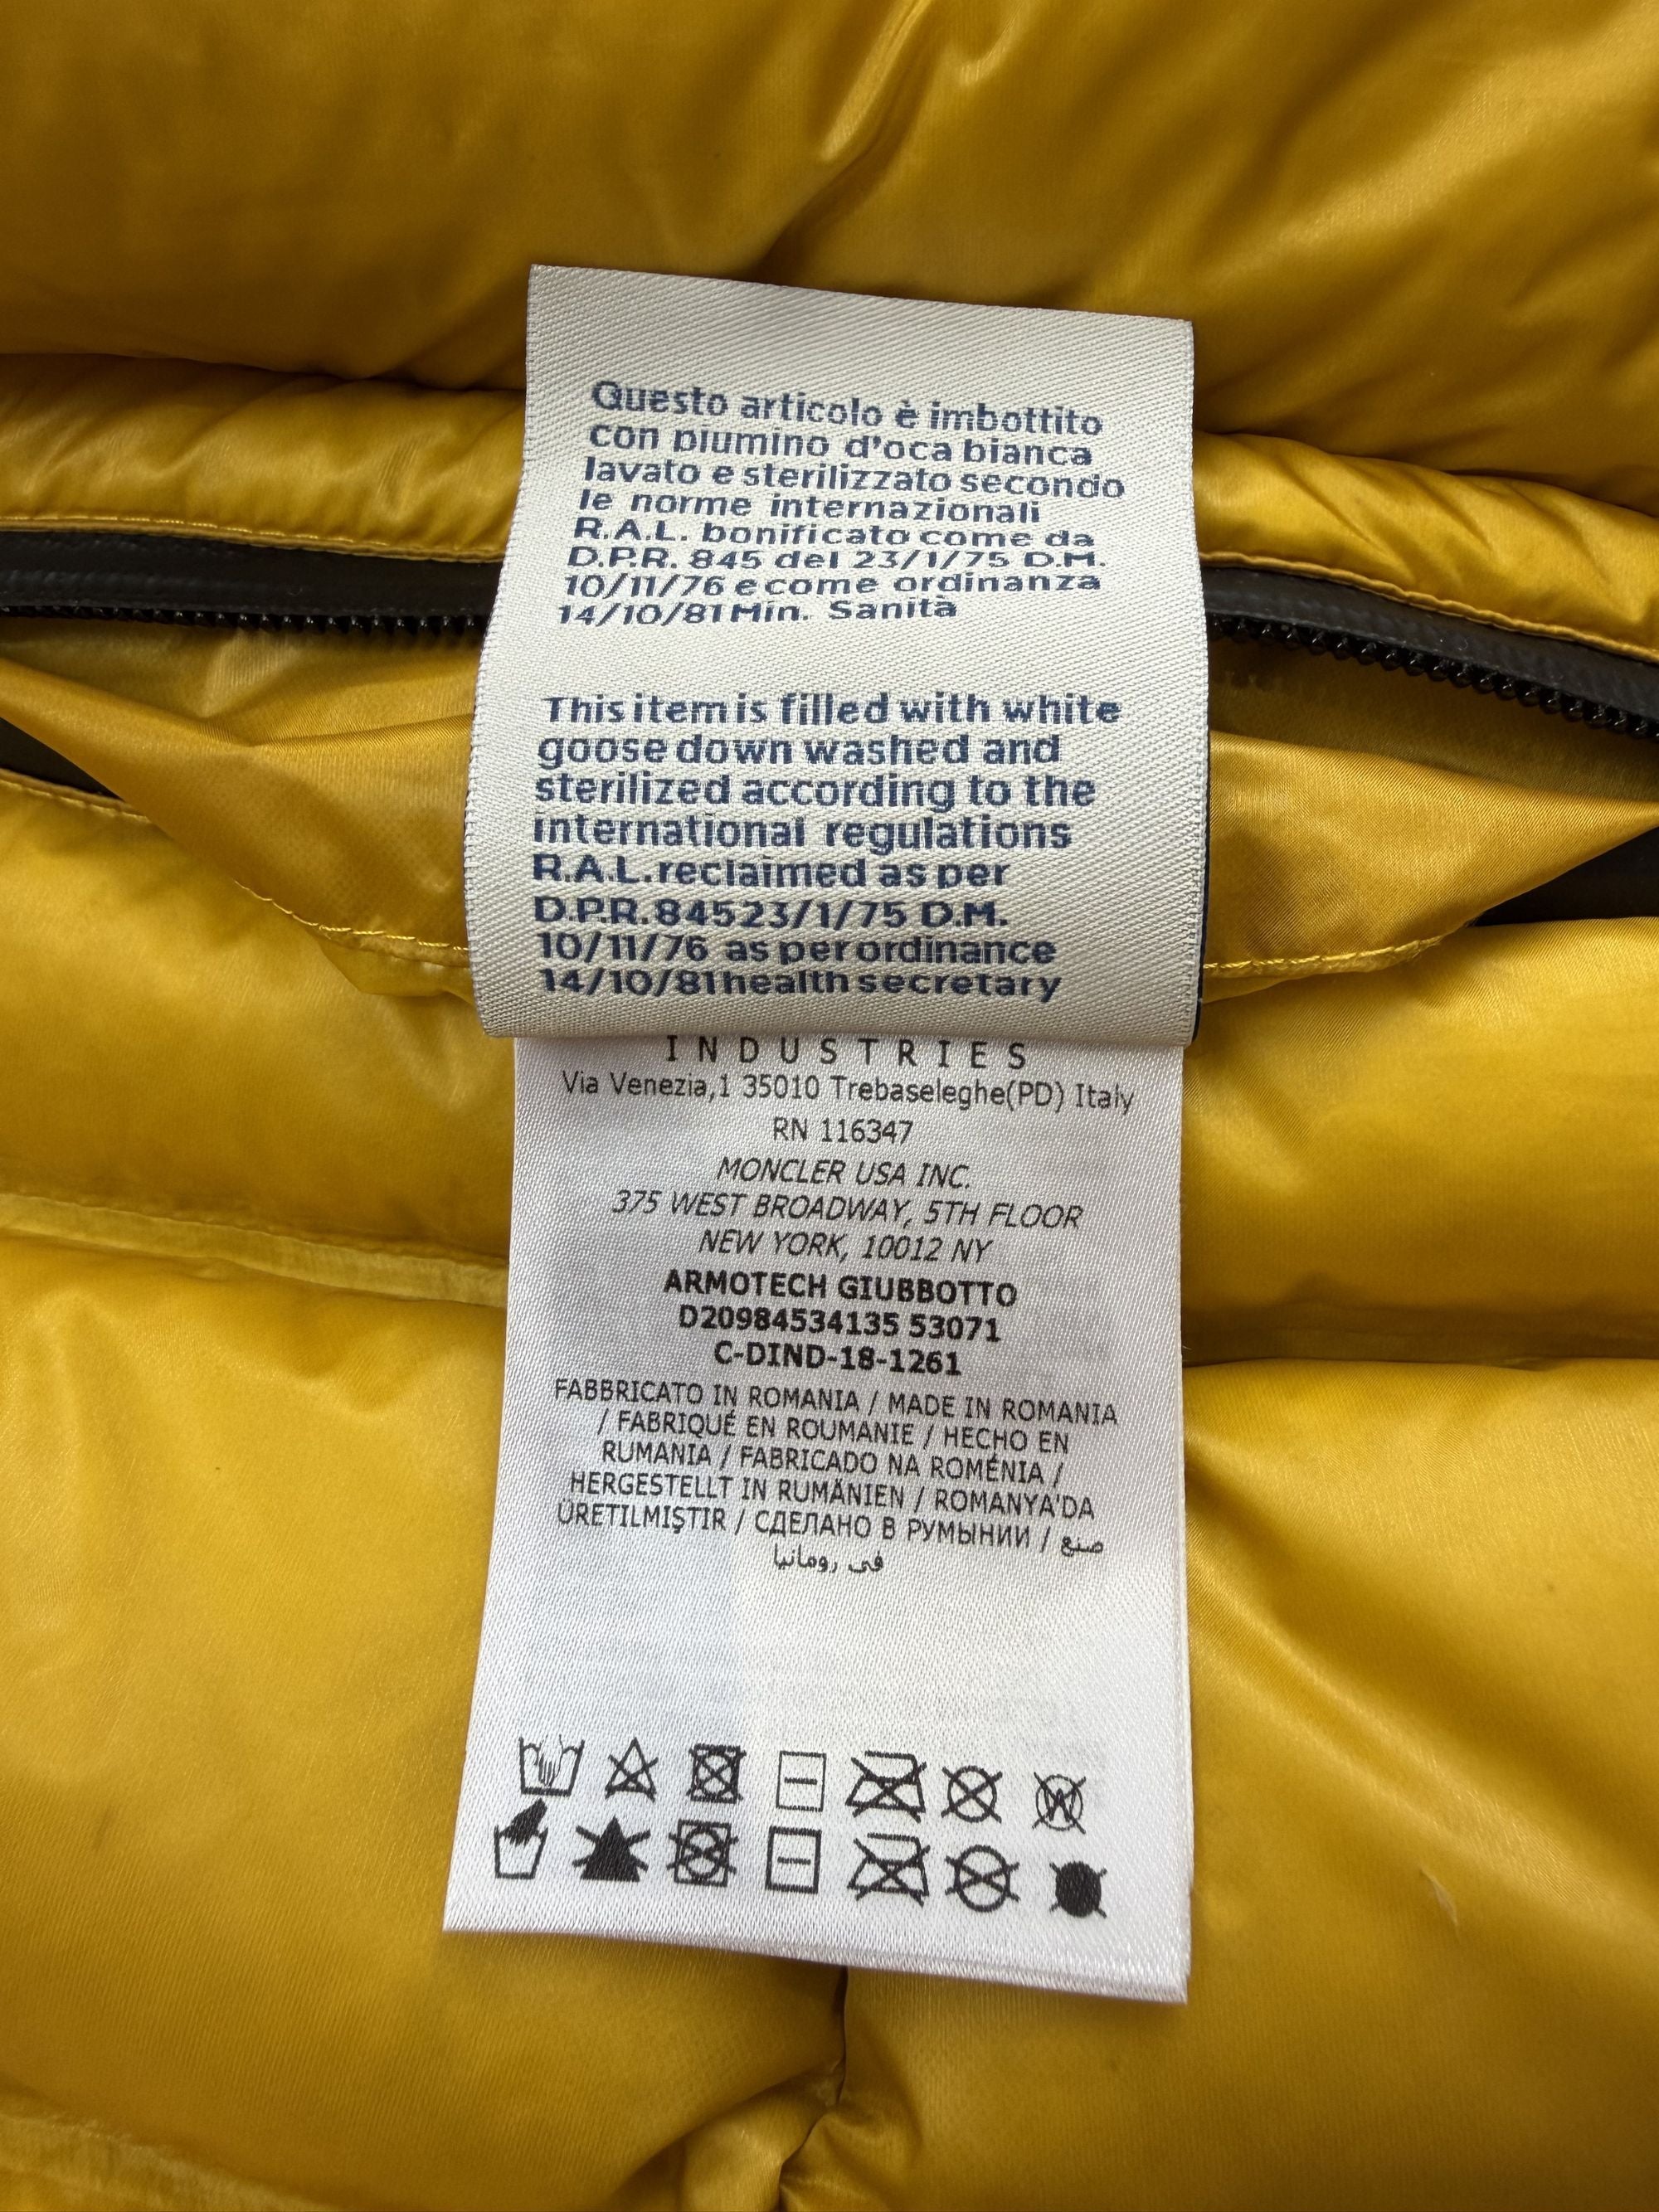 Questo articolo è imbottito
con piumino d'oca bianca
lavato e sterilizzato secondo
le norme internazionali
R.A.L. bonificato come da
D.P.R. 845 del 23/1/75 D.M.
10/11/76 e come ordinanza
14/10/81 Min. Sanità
This item is filled with white
goose down washed and
sterilized according to the
international regulations
R.A.L. reclaimed as per
D.P.R. 845 23/1/75 D.M.
10/11/76 as per ordinance
14/10/81 health secretary
INDUSTRIES
Via Venezia,1 35010 Trebaseleghe(PD) Italy
RN 116347
MONCLER USA INC.
375 WEST BROADWAY, 5TH FLOOR
NEW YORK, 10012 NY
ARMOTECH GIUBBOTTO
D20984534135 53071
C-DIND-18-1261
FABBRICATO IN ROMANIA / MADE IN ROMANIA
/ FABRIQUÉ EN ROUMANIE / HECHO EN
RUMANIA / FABRICADO NA ROMÉNIA /
HERGESTELLT IN RUMÄNIEN / ROMANYA'DA
ÜRETILMIŞTIR / СДЕЛАНО В РУМЫНИИ / صنع
في رومانيا
W